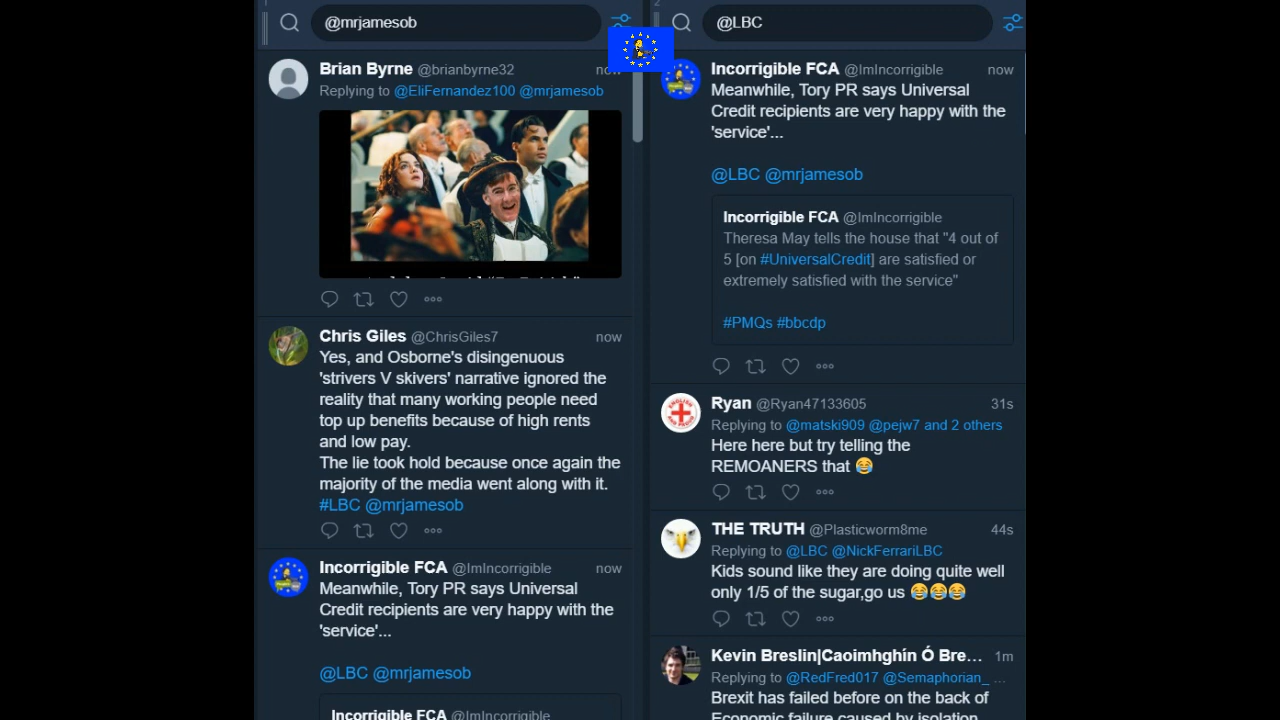 @mrjamesob
Brian Byrne @brianbyrne32 now
Replying to @EliFernandez100 @mrjamesob
Chris Giles @ChrisGiles7 now
Yes, and Osborne's disingenuous
'strivers V skivers' narrative ignored the
reality that many working people need
top up benefits because of high rents
and low pay.
The lie took hold because once again the
majority of the media went along with it.
#LBC @mrjamesob
Incorrigible FCA @ImIncorrigible now
Meanwhile, Tory PR says Universal
Credit recipients are very happy with the
'service'...
@LBC @mrjamesob
Incorrigible FCA @ImIncorrigible
2
@LBC
Incorrigible FCA @ImIncorrigible now
Meanwhile, Tory PR says Universal
Credit recipients are very happy with the
'service'...
@LBC @mrjamesob
Incorrigible FCA @ImIncorrigible
Theresa May tells the house that "4 out of
5 [on #UniversalCredit] are satisfied or
extremely satisfied with the service"
#PMQs #bbcdp
Ryan @Ryan47133605 31s
Replying to @matski909 @pejw7 and 2 others
Here here but try telling the
REMOANERS that 😂
THE TRUTH @Plasticworm8me 44s
Replying to @LBC @NickFerrariLBC
Kids sound like they are doing quite well
only 1/5 of the sugar,go us 😂😂😂
Kevin Breslin|Caoimhghín Ó Bre... 1m
Replying to @RedFred017 @Semaphorian_ ...
Brexit has failed before on the back of
Economic failure caused by isolation